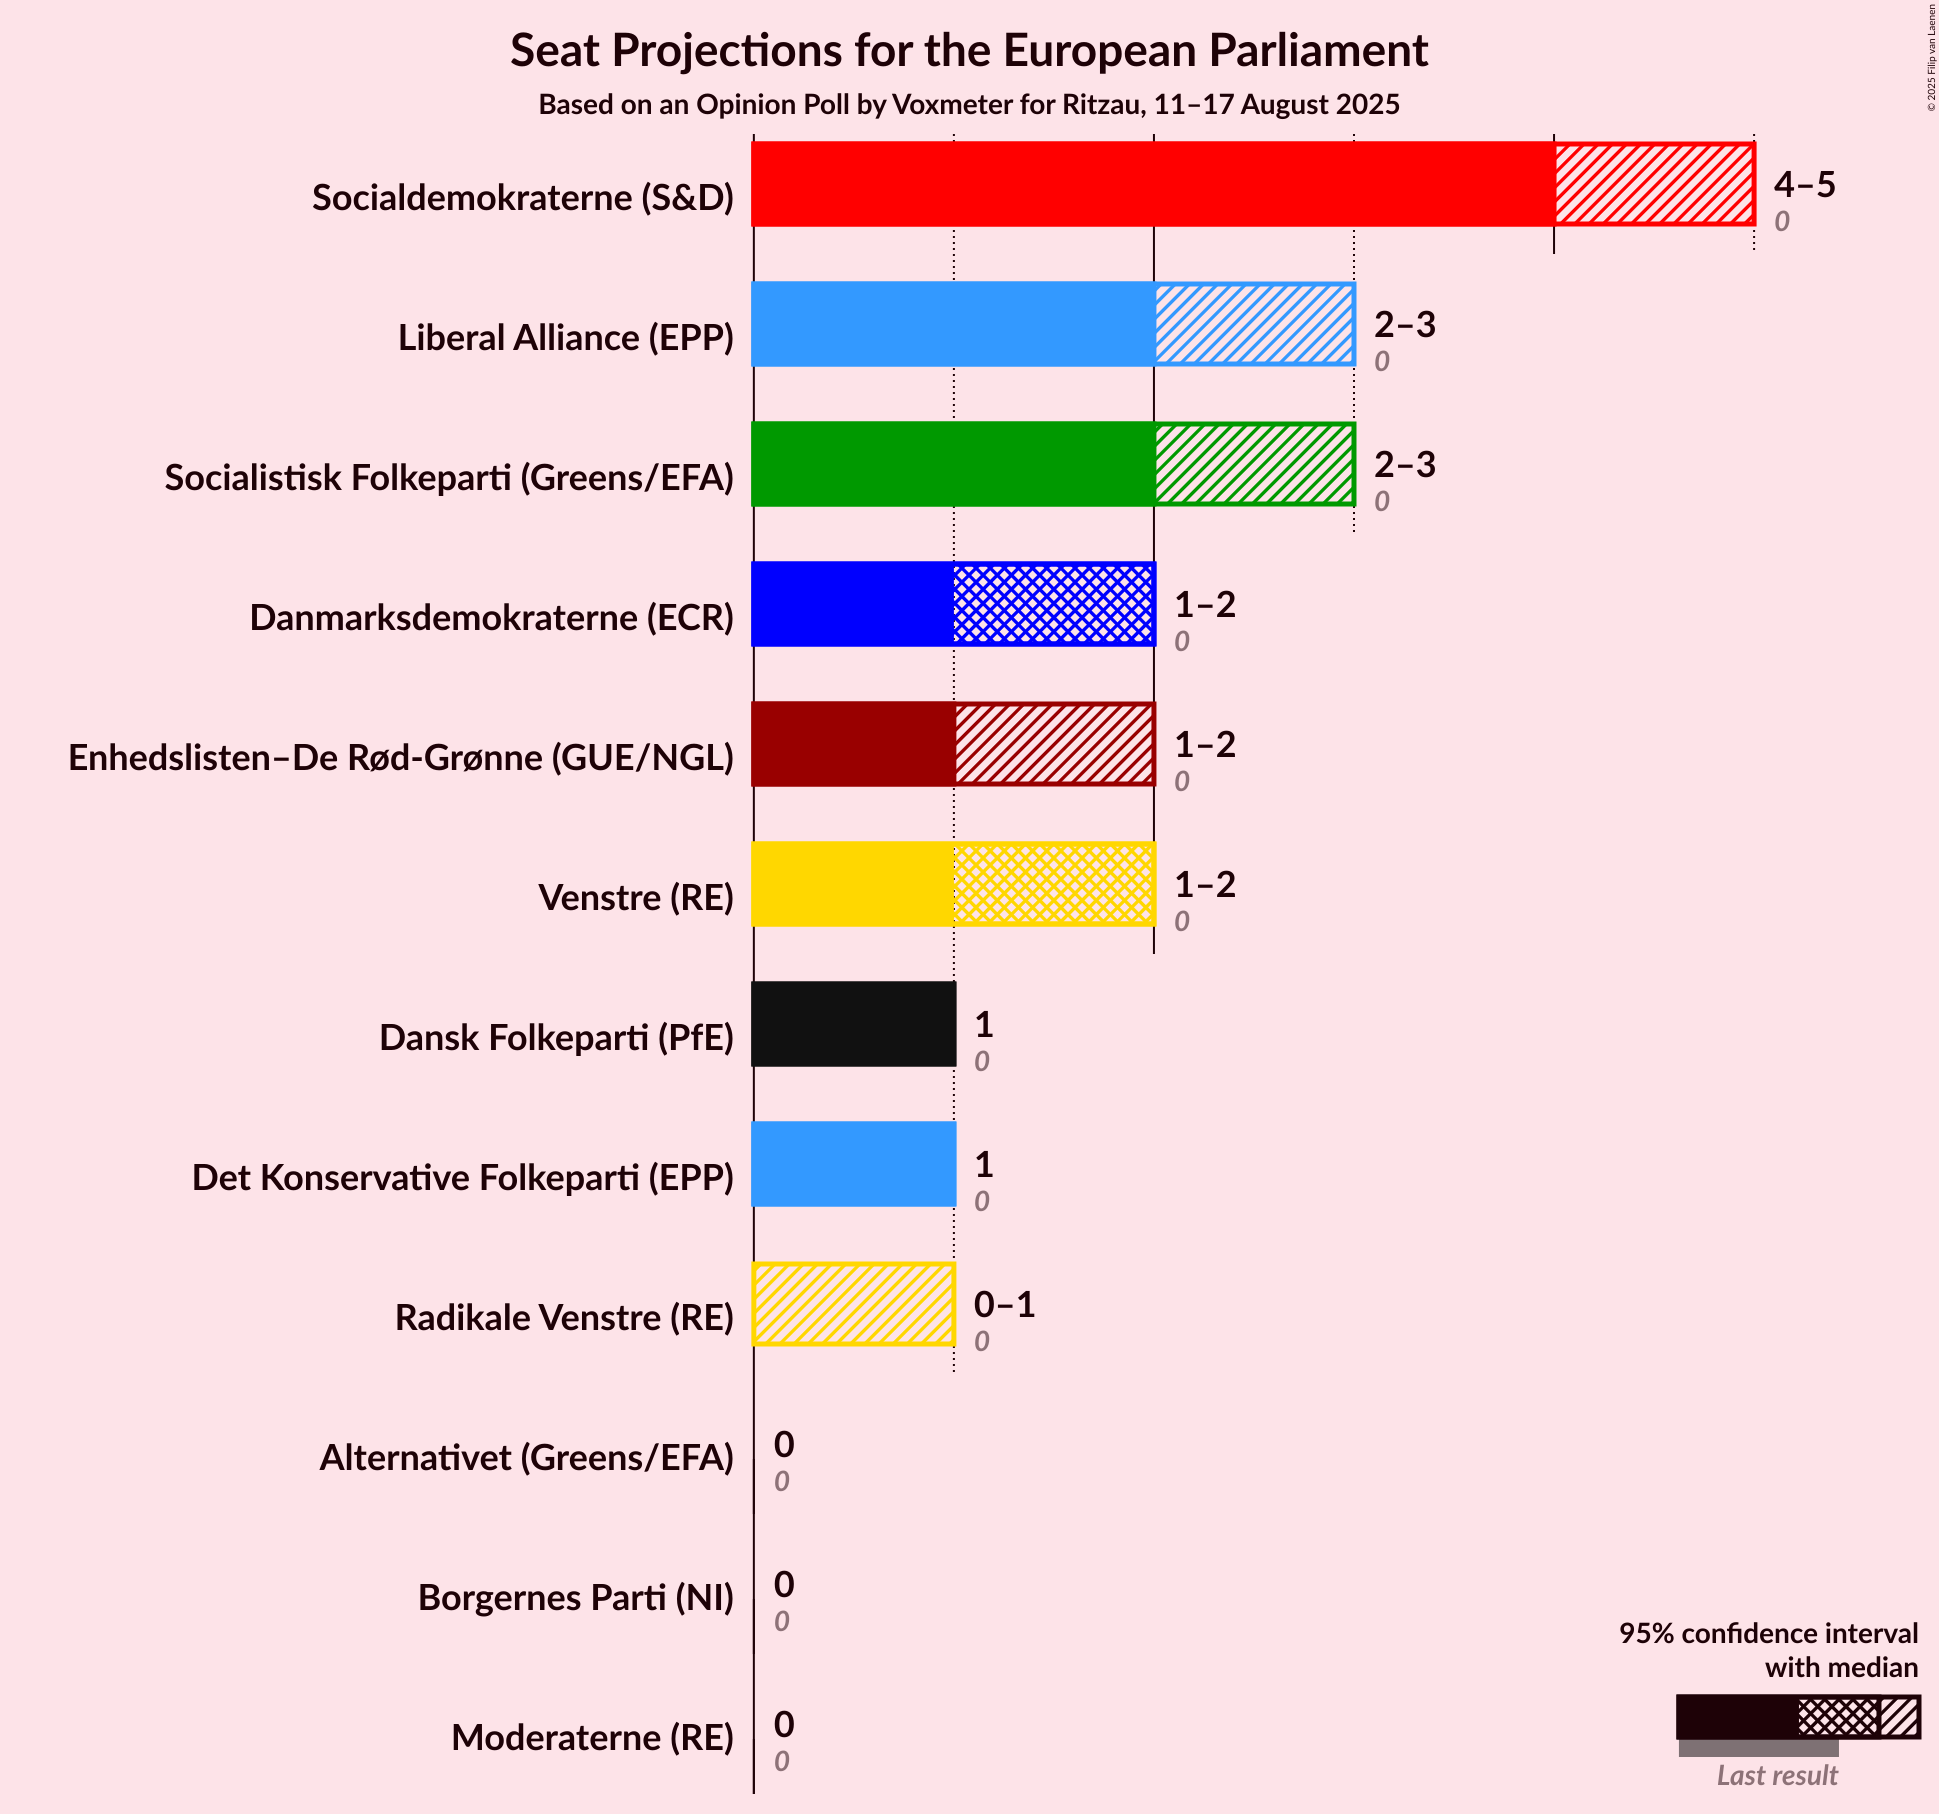 Seat Projections for the European Parliament
Based on an Opinion Poll by Voxmeter for Ritzau, 11–17 August 2025
© 2025 Filip van Laenen
Socialdemokraterne (S&D)
4–5
0
Liberal Alliance (EPP)
2–3
0
Socialistisk Folkeparti (Greens/EFA)
2–3
0
Danmarksdemokraterne (ECR)
1–2
0
Enhedslisten–De Rød-Grønne (GUE/NGL)
1–2
0
Venstre (RE)
1–2
0
Dansk Folkeparti (PfE)
1
0
Det Konservative Folkeparti (EPP)
1
0
Radikale Venstre (RE)
0–1
0
Alternativet (Greens/EFA)
0
0
Borgernes Parti (NI)
0
0
Moderaterne (RE)
0
0
95% confidence interval
with median
Last result